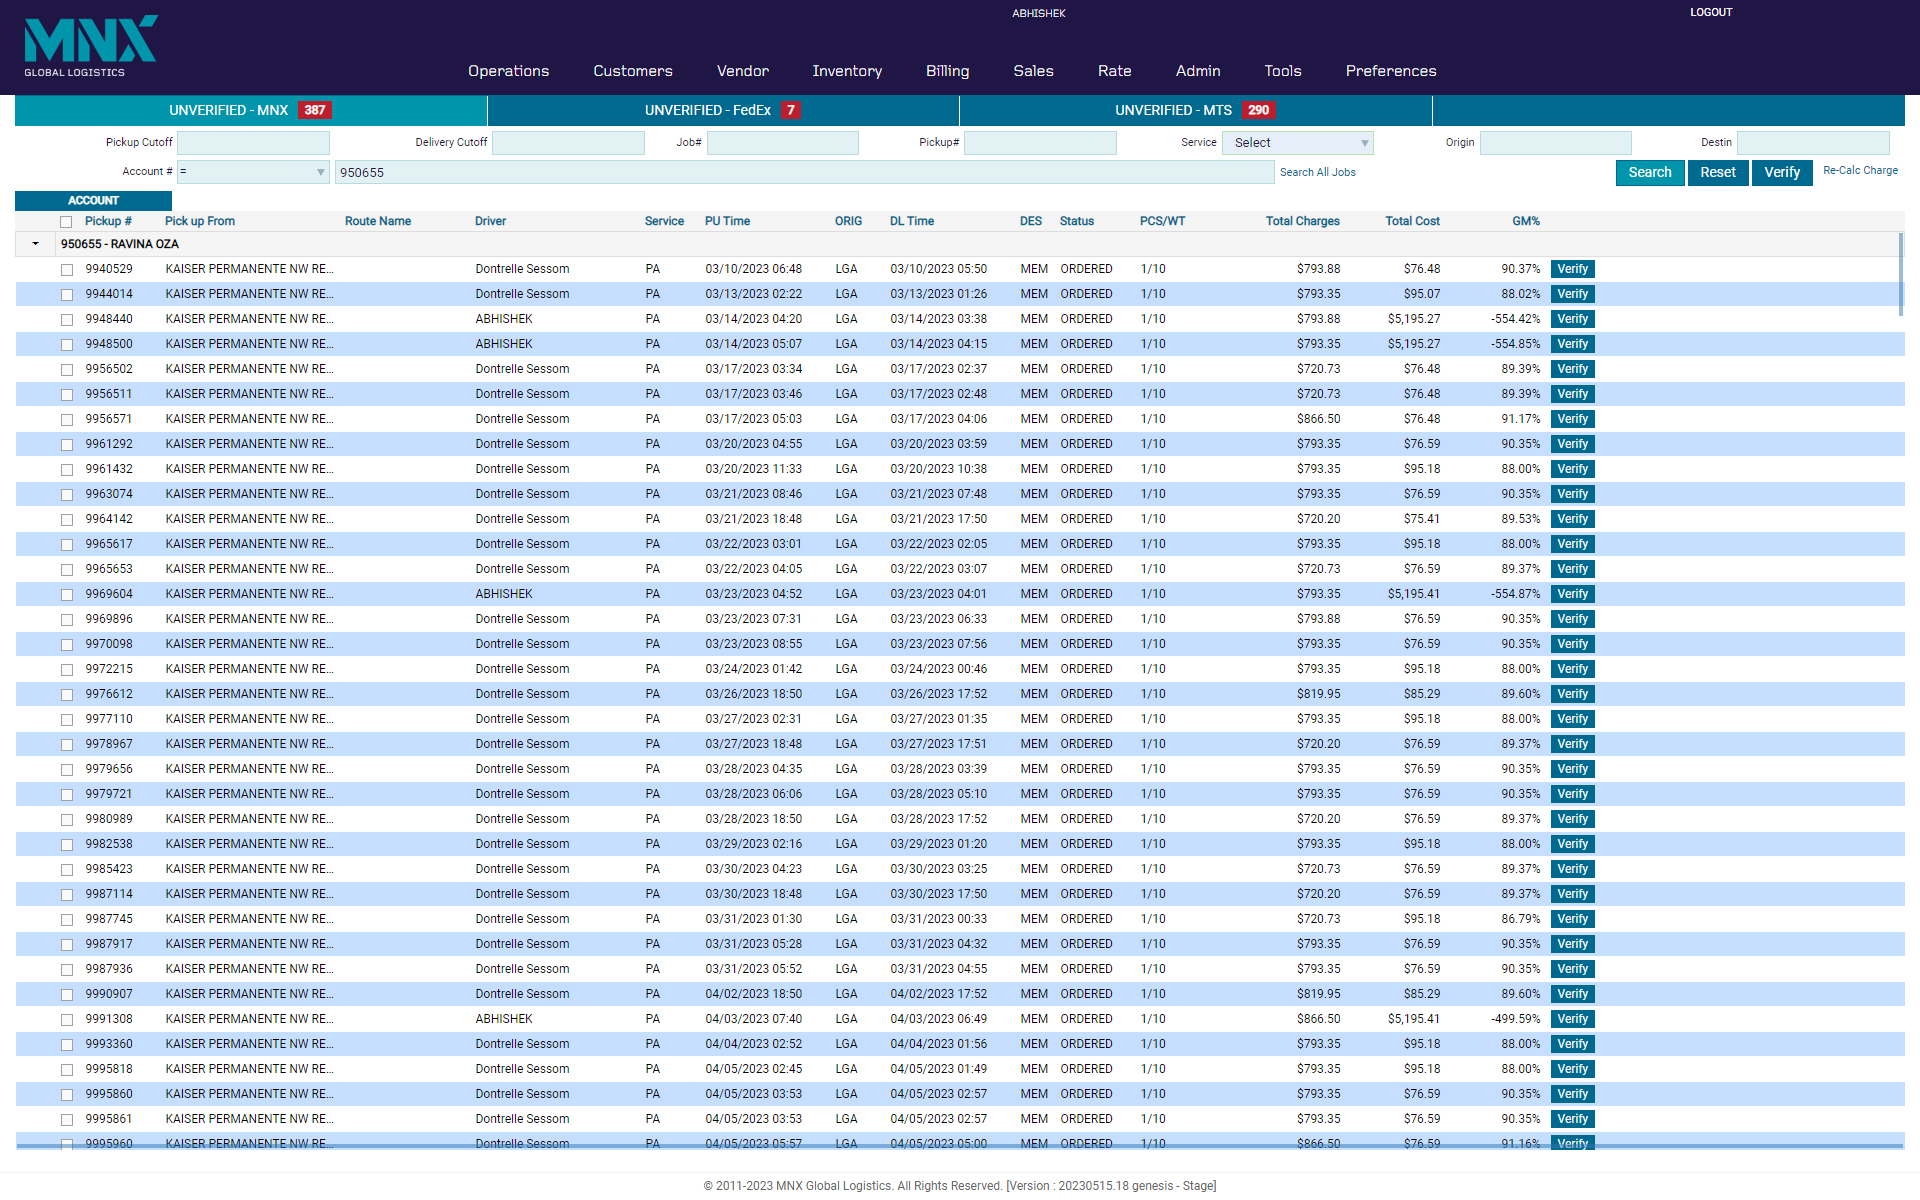 MNX
GLOBAL LOGISTICS
ABHISHEK
LOGOUT
Operations Customers Vendor Inventory Billing Sales Rate Admin Tools Preferences
UNVERIFIED - MNX 387 UNVERIFIED - FedEx 7 UNVERIFIED - MTS 290
Pickup Cutoff Delivery Cutoff Job# Pickup# Service Select Origin Destin
Account # = 950655 Search All Jobs Search Reset Verify Re-Calc Charge
ACCOUNT
Pickup # Pick up From Route Name Driver Service PU Time ORIG DL Time DES Status PCS/WT Total Charges Total Cost GM%
950655 - RAVINA OZA
9940529 KAISER PERMANENTE NW RE... Dontrelle Sessom PA 03/10/2023 06:48 LGA 03/10/2023 05:50 MEM ORDERED 1/10 $793.88 $76.48 90.37% Verify
9944014 KAISER PERMANENTE NW RE... Dontrelle Sessom PA 03/13/2023 02:22 LGA 03/13/2023 01:26 MEM ORDERED 1/10 $793.35 $95.07 88.02% Verify
9948440 KAISER PERMANENTE NW RE... ABHISHEK PA 03/14/2023 04:20 LGA 03/14/2023 03:38 MEM ORDERED 1/10 $793.88 $5,195.27 -554.42% Verify
9948500 KAISER PERMANENTE NW RE... ABHISHEK PA 03/14/2023 05:07 LGA 03/14/2023 04:15 MEM ORDERED 1/10 $793.35 $5,195.27 -554.85% Verify
9956502 KAISER PERMANENTE NW RE... Dontrelle Sessom PA 03/17/2023 03:34 LGA 03/17/2023 02:37 MEM ORDERED 1/10 $720.73 $76.48 89.39% Verify
9956511 KAISER PERMANENTE NW RE... Dontrelle Sessom PA 03/17/2023 03:46 LGA 03/17/2023 02:48 MEM ORDERED 1/10 $720.73 $76.48 89.39% Verify
9956571 KAISER PERMANENTE NW RE... Dontrelle Sessom PA 03/17/2023 05:03 LGA 03/17/2023 04:06 MEM ORDERED 1/10 $866.50 $76.48 91.17% Verify
9961292 KAISER PERMANENTE NW RE... Dontrelle Sessom PA 03/20/2023 04:55 LGA 03/20/2023 03:59 MEM ORDERED 1/10 $793.35 $76.59 90.35% Verify
9961432 KAISER PERMANENTE NW RE... Dontrelle Sessom PA 03/20/2023 11:33 LGA 03/20/2023 10:38 MEM ORDERED 1/10 $793.35 $95.18 88.00% Verify
9963074 KAISER PERMANENTE NW RE... Dontrelle Sessom PA 03/21/2023 08:46 LGA 03/21/2023 07:48 MEM ORDERED 1/10 $793.35 $76.59 90.35% Verify
9964142 KAISER PERMANENTE NW RE... Dontrelle Sessom PA 03/21/2023 18:48 LGA 03/21/2023 17:50 MEM ORDERED 1/10 $720.20 $75.41 89.53% Verify
9965617 KAISER PERMANENTE NW RE... Dontrelle Sessom PA 03/22/2023 03:01 LGA 03/22/2023 02:05 MEM ORDERED 1/10 $793.35 $95.18 88.00% Verify
9965653 KAISER PERMANENTE NW RE... Dontrelle Sessom PA 03/22/2023 04:05 LGA 03/22/2023 03:07 MEM ORDERED 1/10 $720.73 $76.59 89.37% Verify
9969604 KAISER PERMANENTE NW RE... ABHISHEK PA 03/23/2023 04:52 LGA 03/23/2023 04:01 MEM ORDERED 1/10 $793.35 $5,195.41 -554.87% Verify
9969896 KAISER PERMANENTE NW RE... Dontrelle Sessom PA 03/23/2023 07:31 LGA 03/23/2023 06:33 MEM ORDERED 1/10 $793.88 $76.59 90.35% Verify
9970098 KAISER PERMANENTE NW RE... Dontrelle Sessom PA 03/23/2023 08:55 LGA 03/23/2023 07:56 MEM ORDERED 1/10 $793.35 $76.59 90.35% Verify
9972215 KAISER PERMANENTE NW RE... Dontrelle Sessom PA 03/24/2023 01:42 LGA 03/24/2023 00:46 MEM ORDERED 1/10 $793.35 $95.18 88.00% Verify
9976612 KAISER PERMANENTE NW RE... Dontrelle Sessom PA 03/26/2023 18:50 LGA 03/26/2023 17:52 MEM ORDERED 1/10 $819.95 $85.29 89.60% Verify
9977110 KAISER PERMANENTE NW RE... Dontrelle Sessom PA 03/27/2023 02:31 LGA 03/27/2023 01:35 MEM ORDERED 1/10 $793.35 $95.18 88.00% Verify
9978967 KAISER PERMANENTE NW RE... Dontrelle Sessom PA 03/27/2023 18:48 LGA 03/27/2023 17:51 MEM ORDERED 1/10 $720.20 $76.59 89.37% Verify
9979656 KAISER PERMANENTE NW RE... Dontrelle Sessom PA 03/28/2023 04:35 LGA 03/28/2023 03:39 MEM ORDERED 1/10 $793.35 $76.59 90.35% Verify
9979721 KAISER PERMANENTE NW RE... Dontrelle Sessom PA 03/28/2023 06:06 LGA 03/28/2023 05:10 MEM ORDERED 1/10 $793.35 $76.59 90.35% Verify
9980989 KAISER PERMANENTE NW RE... Dontrelle Sessom PA 03/28/2023 18:50 LGA 03/28/2023 17:52 MEM ORDERED 1/10 $720.20 $76.59 89.37% Verify
9982538 KAISER PERMANENTE NW RE... Dontrelle Sessom PA 03/29/2023 02:16 LGA 03/29/2023 01:20 MEM ORDERED 1/10 $793.35 $95.18 88.00% Verify
9985423 KAISER PERMANENTE NW RE... Dontrelle Sessom PA 03/30/2023 04:23 LGA 03/30/2023 03:25 MEM ORDERED 1/10 $720.73 $76.59 89.37% Verify
9987114 KAISER PERMANENTE NW RE... Dontrelle Sessom PA 03/30/2023 18:48 LGA 03/30/2023 17:50 MEM ORDERED 1/10 $720.20 $76.59 89.37% Verify
9987745 KAISER PERMANENTE NW RE... Dontrelle Sessom PA 03/31/2023 01:30 LGA 03/31/2023 00:33 MEM ORDERED 1/10 $720.73 $95.18 86.79% Verify
9987917 KAISER PERMANENTE NW RE... Dontrelle Sessom PA 03/31/2023 05:28 LGA 03/31/2023 04:32 MEM ORDERED 1/10 $793.35 $76.59 90.35% Verify
9987936 KAISER PERMANENTE NW RE... Dontrelle Sessom PA 03/31/2023 05:52 LGA 03/31/2023 04:55 MEM ORDERED 1/10 $793.35 $76.59 90.35% Verify
9990907 KAISER PERMANENTE NW RE... Dontrelle Sessom PA 04/02/2023 18:50 LGA 04/02/2023 17:52 MEM ORDERED 1/10 $819.95 $85.29 89.60% Verify
9991308 KAISER PERMANENTE NW RE... ABHISHEK PA 04/03/2023 07:40 LGA 04/03/2023 06:49 MEM ORDERED 1/10 $866.50 $5,195.41 -499.59% Verify
9993360 KAISER PERMANENTE NW RE... Dontrelle Sessom PA 04/04/2023 02:52 LGA 04/04/2023 01:56 MEM ORDERED 1/10 $793.35 $95.18 88.00% Verify
9995818 KAISER PERMANENTE NW RE... Dontrelle Sessom PA 04/05/2023 02:45 LGA 04/05/2023 01:49 MEM ORDERED 1/10 $793.35 $95.18 88.00% Verify
9995860 KAISER PERMANENTE NW RE... Dontrelle Sessom PA 04/05/2023 03:53 LGA 04/05/2023 02:57 MEM ORDERED 1/10 $793.35 $76.59 90.35% Verify
9995861 KAISER PERMANENTE NW RE... Dontrelle Sessom PA 04/05/2023 03:53 LGA 04/05/2023 02:57 MEM ORDERED 1/10 $793.35 $76.59 90.35% Verify
9995960 KAISER PERMANENTE NW RE... Dontrelle Sessom PA 04/05/2023 05:57 LGA 04/05/2023 05:00 MEM ORDERED 1/10 $866.50 $76.59 91.16% Verify
© 2011-2023 MNX Global Logistics. All Rights Reserved. [Version : 20230515.18 genesis - Stage]